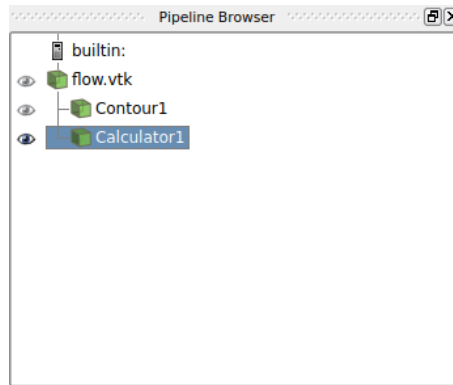 Pipeline Browser
builtin:
flow.vtk
Contour1
Calculator1